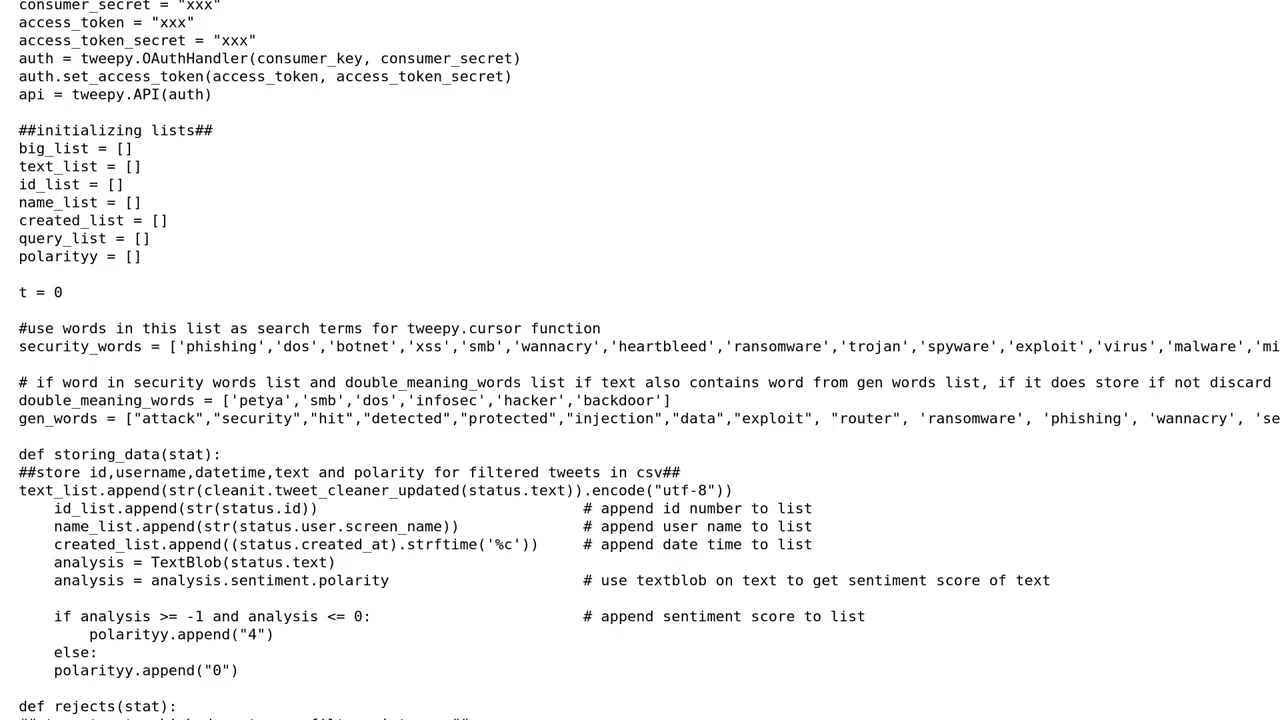 consumer_secret = "xxx"
access_token = "xxx"
access_token_secret = "xxx"
auth = tweepy.OAuthHandler(consumer_key, consumer_secret)
auth.set_access_token(access_token, access_token_secret)
api = tweepy.API(auth)
##initializing lists##
big_list = []
text_list = []
id_list = []
name_list = []
created_list = []
query_list = []
polarityy = []
t = 0
#use words in this list as search terms for tweepy.cursor function
security_words = ['phishing','dos','botnet','xss','smb','wannacry','heartbleed','ransomware','trojan','spyware','exploit','virus','malware','mi
# if word in security words list and double_meaning_words list if text also contains word from gen words list, if it does store if not discard
double_meaning_words = ['petya','smb','dos','infosec','hacker','backdoor']
gen_words = ["attack","security","hit","detected","protected","injection","data","exploit", "router", 'ransomware', 'phishing', 'wannacry', 'se
def storing_data(stat):
##store id,username,datetime,text and polarity for filtered tweets in csv##
text_list.append(str(cleanit.tweet_cleaner_updated(status.text)).encode("utf-8"))
id_list.append(str(status.id)) # append id number to list
name_list.append(str(status.user.screen_name)) # append user name to list
created_list.append((status.created_at).strftime('%c')) # append date time to list
analysis = TextBlob(status.text)
analysis = analysis.sentiment.polarity # use textblob on text to get sentiment score of text
if analysis >= -1 and analysis <= 0: # append sentiment score to list
polarityy.append("4")
else:
polarityy.append("0")
def rejects(stat):